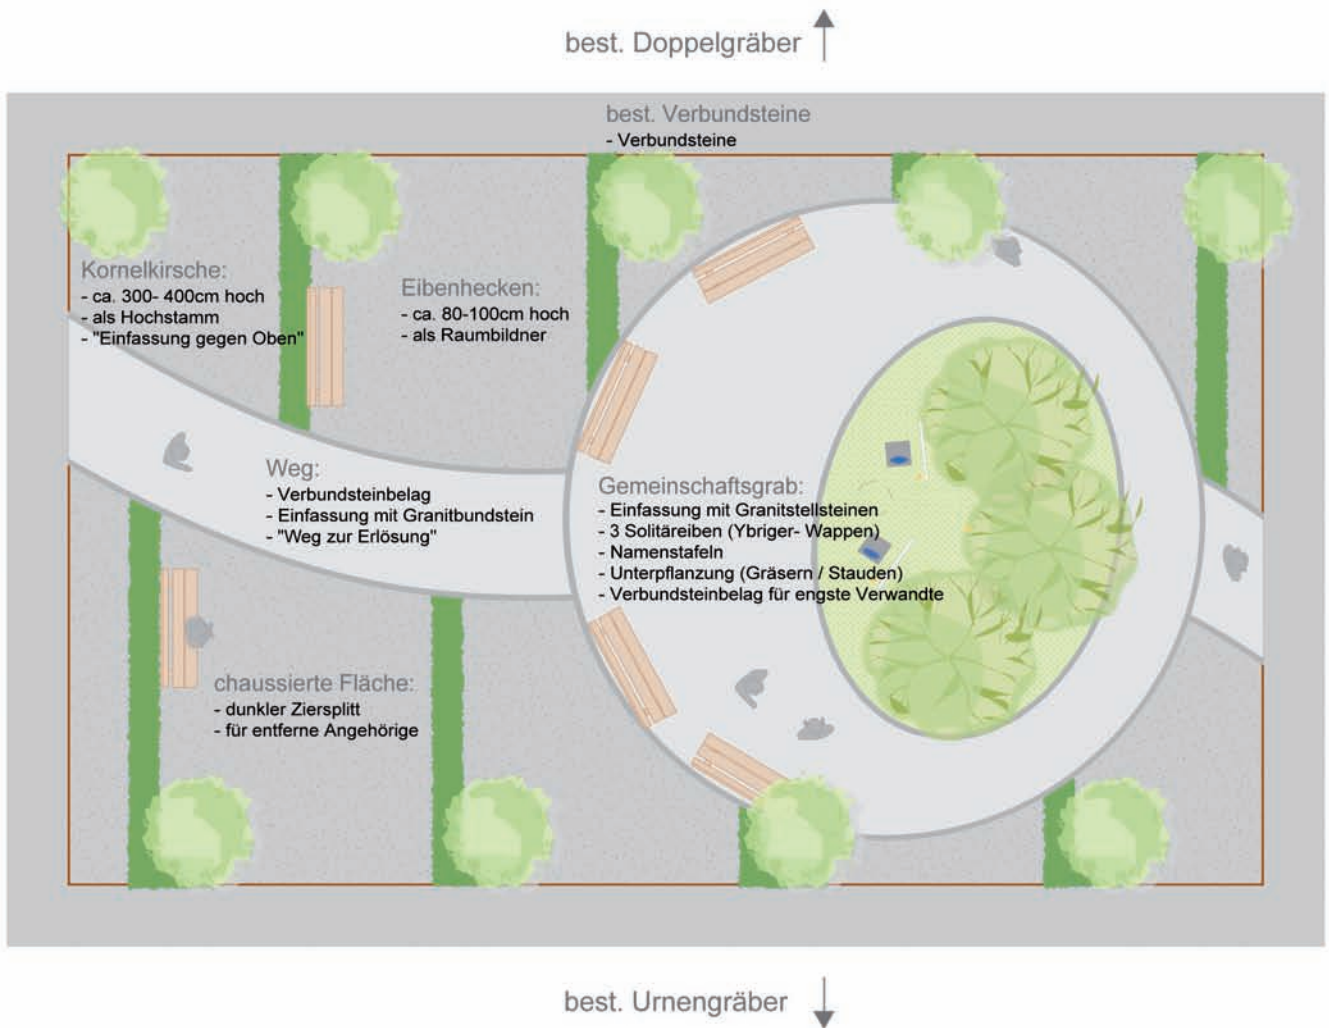 best. Doppelgräber
best. Verbundsteine
- Verbundsteine
Kornelkirsche:
- ca. 300- 400cm hoch
- als Hochstamm
- "Einfassung gegen Oben"
Eibenhecken:
- ca. 80-100cm hoch
- als Raumbildner
Weg:
- Verbundsteinbelag
- Einfassung mit Granitbundstein
- "Weg zur Erlösung"
Gemeinschaftsgrab:
- Einfassung mit Granitstellsteinen
- 3 Solitäreiben (Ybriger- Wappen)
- Namenstafeln
- Unterpflanzung (Gräsern / Stauden)
- Verbundsteinbelag für engste Verwandte
chaussierte Fläche:
- dunkler Ziersplitt
- für entferne Angehörige
best. Urnengräber